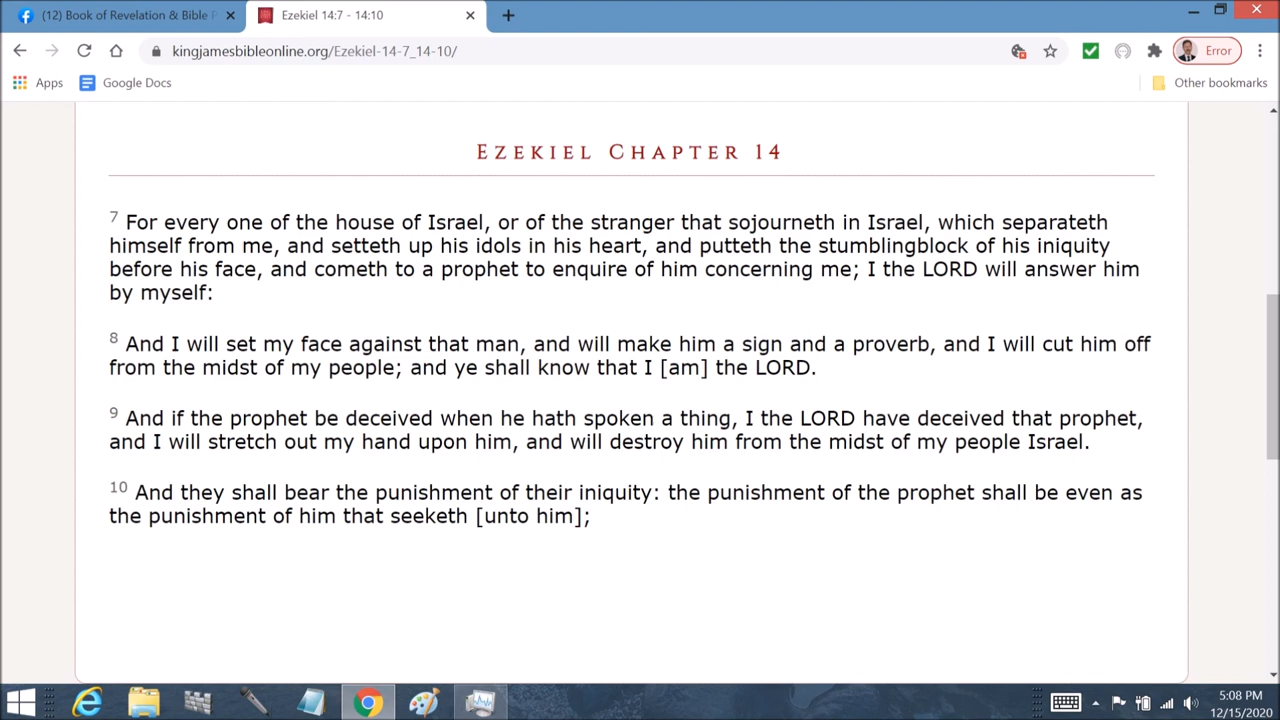 (12) Book of Revelation & Bible P
Ezekiel 14:7 - 14:10
kingjamesbibleonline.org/Ezekiel-14-7_14-10/
Error
Apps
Google Docs
Other bookmarks
EZEKIEL CHAPTER 14
7 For every one of the house of Israel, or of the stranger that sojourneth in Israel, which separateth
himself from me, and setteth up his idols in his heart, and putteth the stumblingblock of his iniquity
before his face, and cometh to a prophet to enquire of him concerning me; I the LORD will answer him
by myself:
8 And I will set my face against that man, and will make him a sign and a proverb, and I will cut him off
from the midst of my people; and ye shall know that I [am] the LORD.
9 And if the prophet be deceived when he hath spoken a thing, I the LORD have deceived that prophet,
and I will stretch out my hand upon him, and will destroy him from the midst of my people Israel.
10 And they shall bear the punishment of their iniquity: the punishment of the prophet shall be even as
the punishment of him that seeketh [unto him];
5:08 PM
12/15/2020